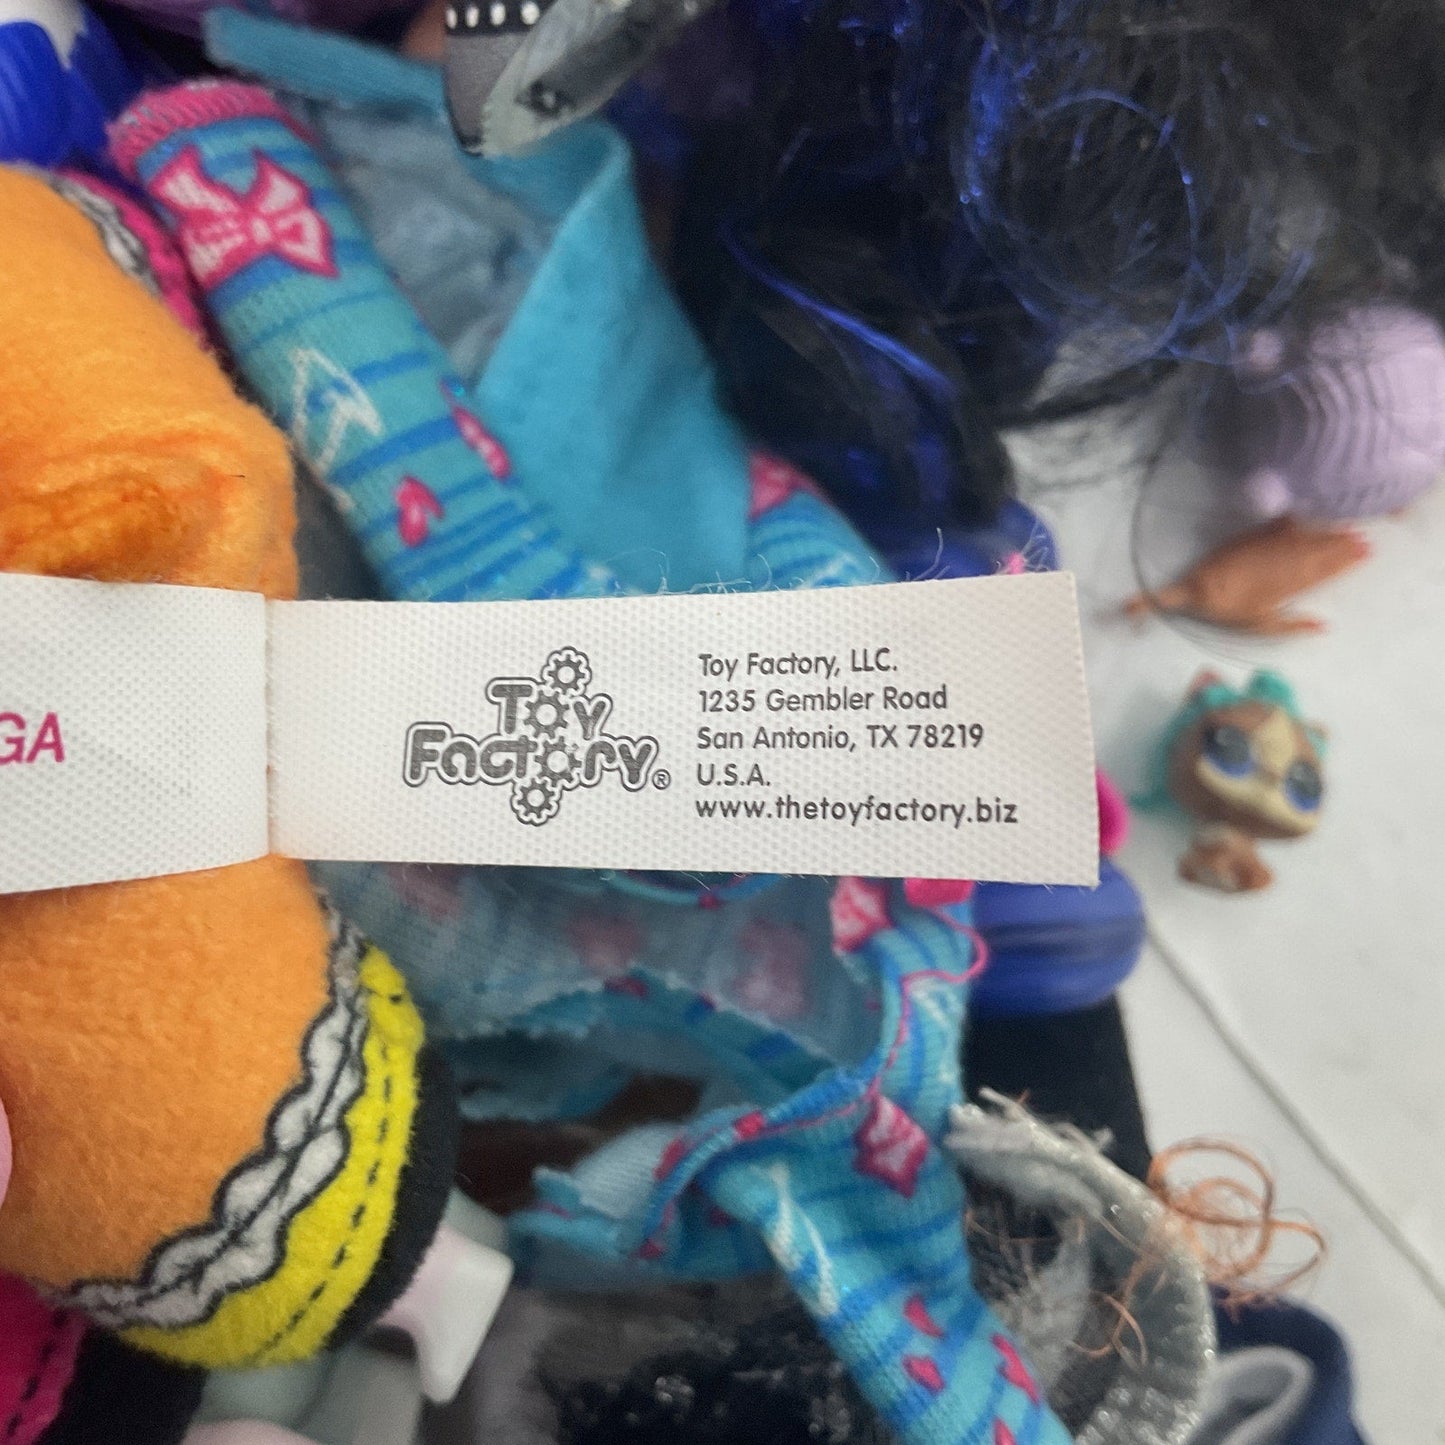 GA
Toy
Factory®
Toy Factory, LLC.
1235 Gembler Road
San Antonio, TX 78219
U.S.A.
www.thetoyfactory.biz